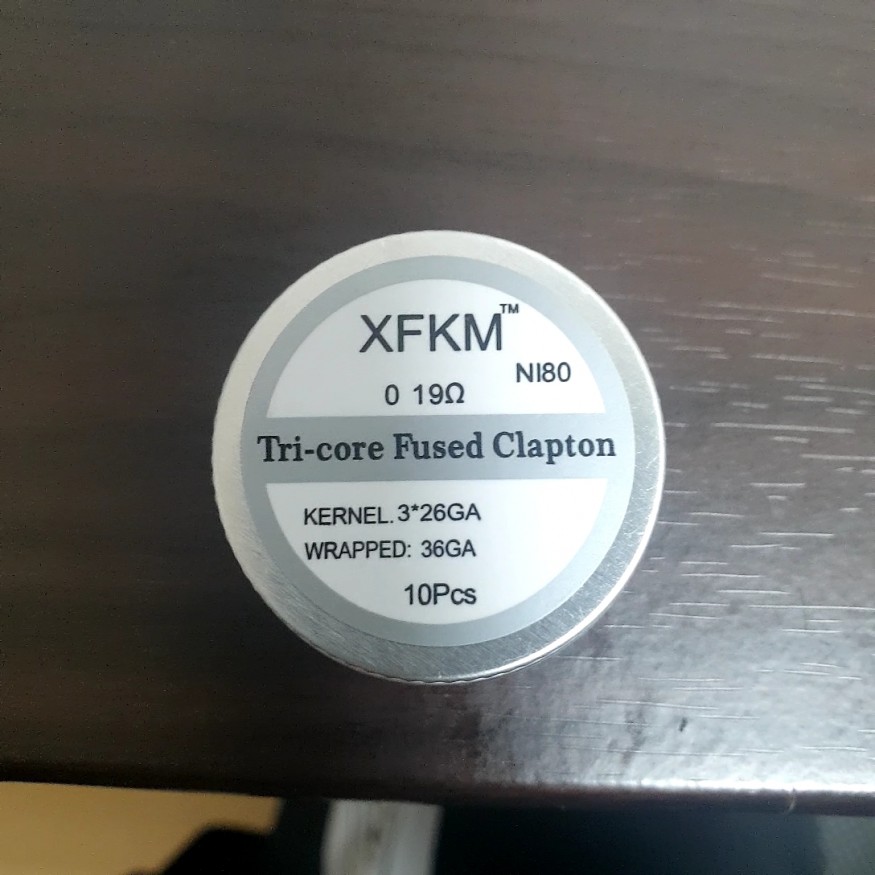 XFKM™
NI80
0 19Ω
Tri-core Fused Clapton
KERNEL. 3*26GA
WRAPPED: 36GA
10Pcs